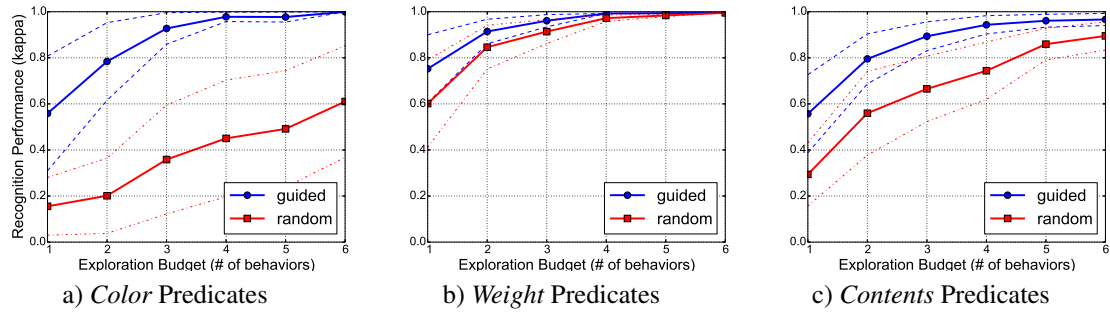 Recognition Performance (kappa)
1.0
0.8
0.6
0.4
0.2
0.0
1 2 3 4 5 6
guided
random
Exploration Budget (# of behaviors)
a) Color Predicates
1.0
0.8
0.6
0.4
0.2
0.0
1 2 3 4 5 6
guided
random
Exploration Budget (# of behaviors)
b) Weight Predicates
1.0
0.8
0.6
0.4
0.2
0.0
1 2 3 4 5 6
guided
random
Exploration Budget (# of behaviors)
c) Contents Predicates